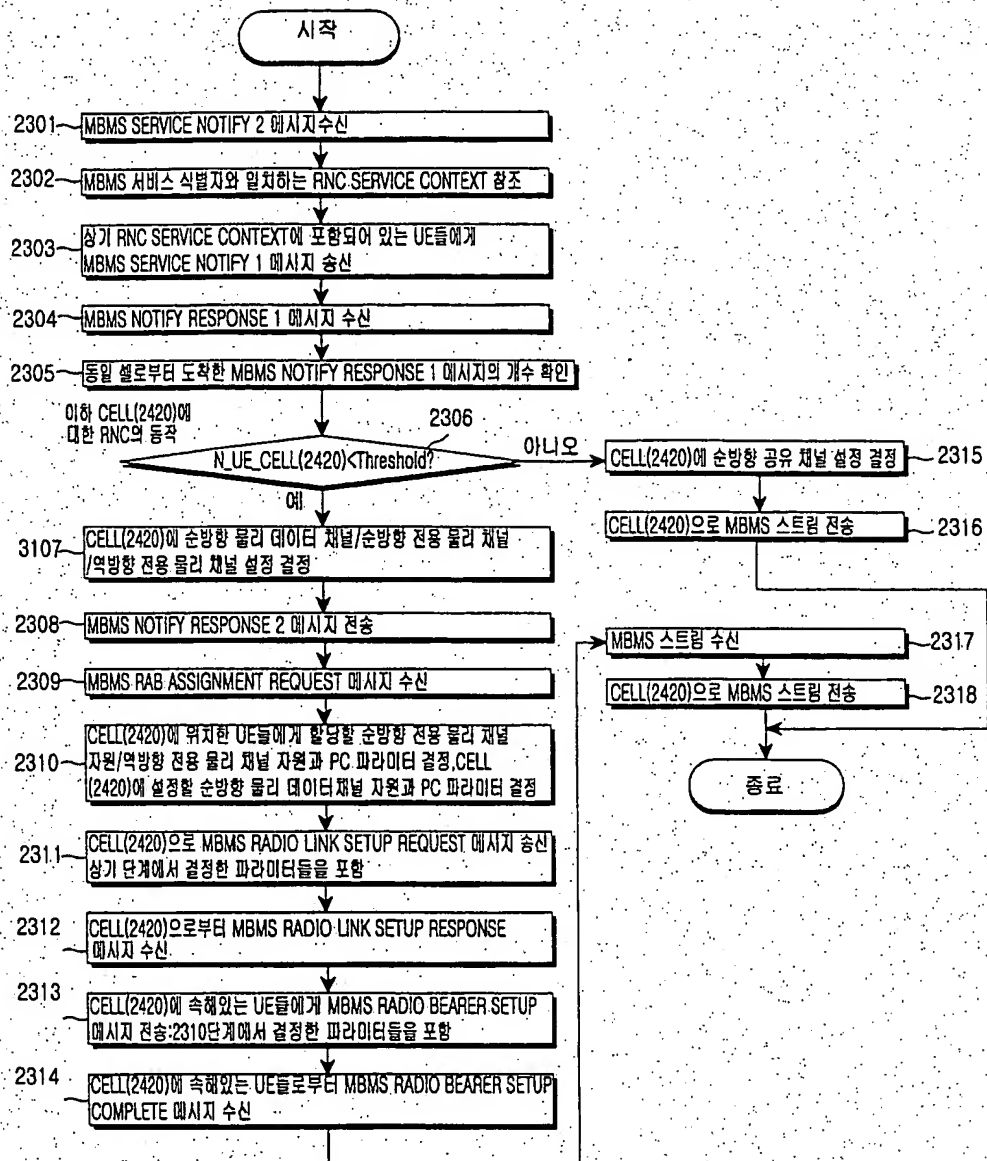 시작
2301
MBMS SERVICE NOTIFY 2 메시지수신
2302
MBMS 서비스 식별자와 일치하는 RNC SERVICE CONTEXT 참조
2303
상기 RNC SERVICE CONTEXT에 포함되어 있는 UE들에게
MBMS SERVICE NOTIFY 1 메시지 송신
2304
MBMS NOTIFY RESPONSE 1 메시지 수신
2305
동일 셀로부터 도착한 MBMS NOTIFY RESPONSE 1 메시지의 개수 확인
이하 CELL(2420)에
대한 RNC의 동작
2306
N_UE_CELL(2420)<Threshold?
아니오
예
CELL(2420)에 순방향 공유 채널 설정 결정
2315
CELL(2420)으로 MBMS 스트림 전송
2316
3107
CELL(2420)에 순방향 물리 데이터 채널/순방향 전용 물리 채널
/역방향 전용 물리 채널 설정 결정
2308
MBMS NOTIFY RESPONSE 2 메시지 전송
2309
MBMS RAB ASSIGNMENT REQUEST 메시지 수신
MBMS 스트림 수신
2317
CELL(2420)으로 MBMS 스트림 전송
2318
종료
2310
CELL(2420)에 위치한 UE들에게 할당할 순방향 전용 물리 채널
자원/역방향 전용 물리 채널 자원과 PC 파라미터 결정,CELL
(2420)에 설정할 순방향 물리 데이터채널 자원과 PC 파라미터 결정
2311
CELL(2420)으로 MBMS RADIO LINK SETUP REQUEST 메시지 송신
상기 단계에서 결정한 파라미터들을 포함
2312
CELL(2420)으로부터 MBMS RADIO LINK SETUP RESPONSE
메시지 수신
2313
CELL(2420)에 속해있는 UE들에게 MBMS RADIO BEARER SETUP
메시지 전송:2310단계에서 결정한 파라미터들을 포함
2314
CELL(2420)에 속해있는 UE들로부터 MBMS RADIO BEARER SETUP
COMPLETE 메시지 수신